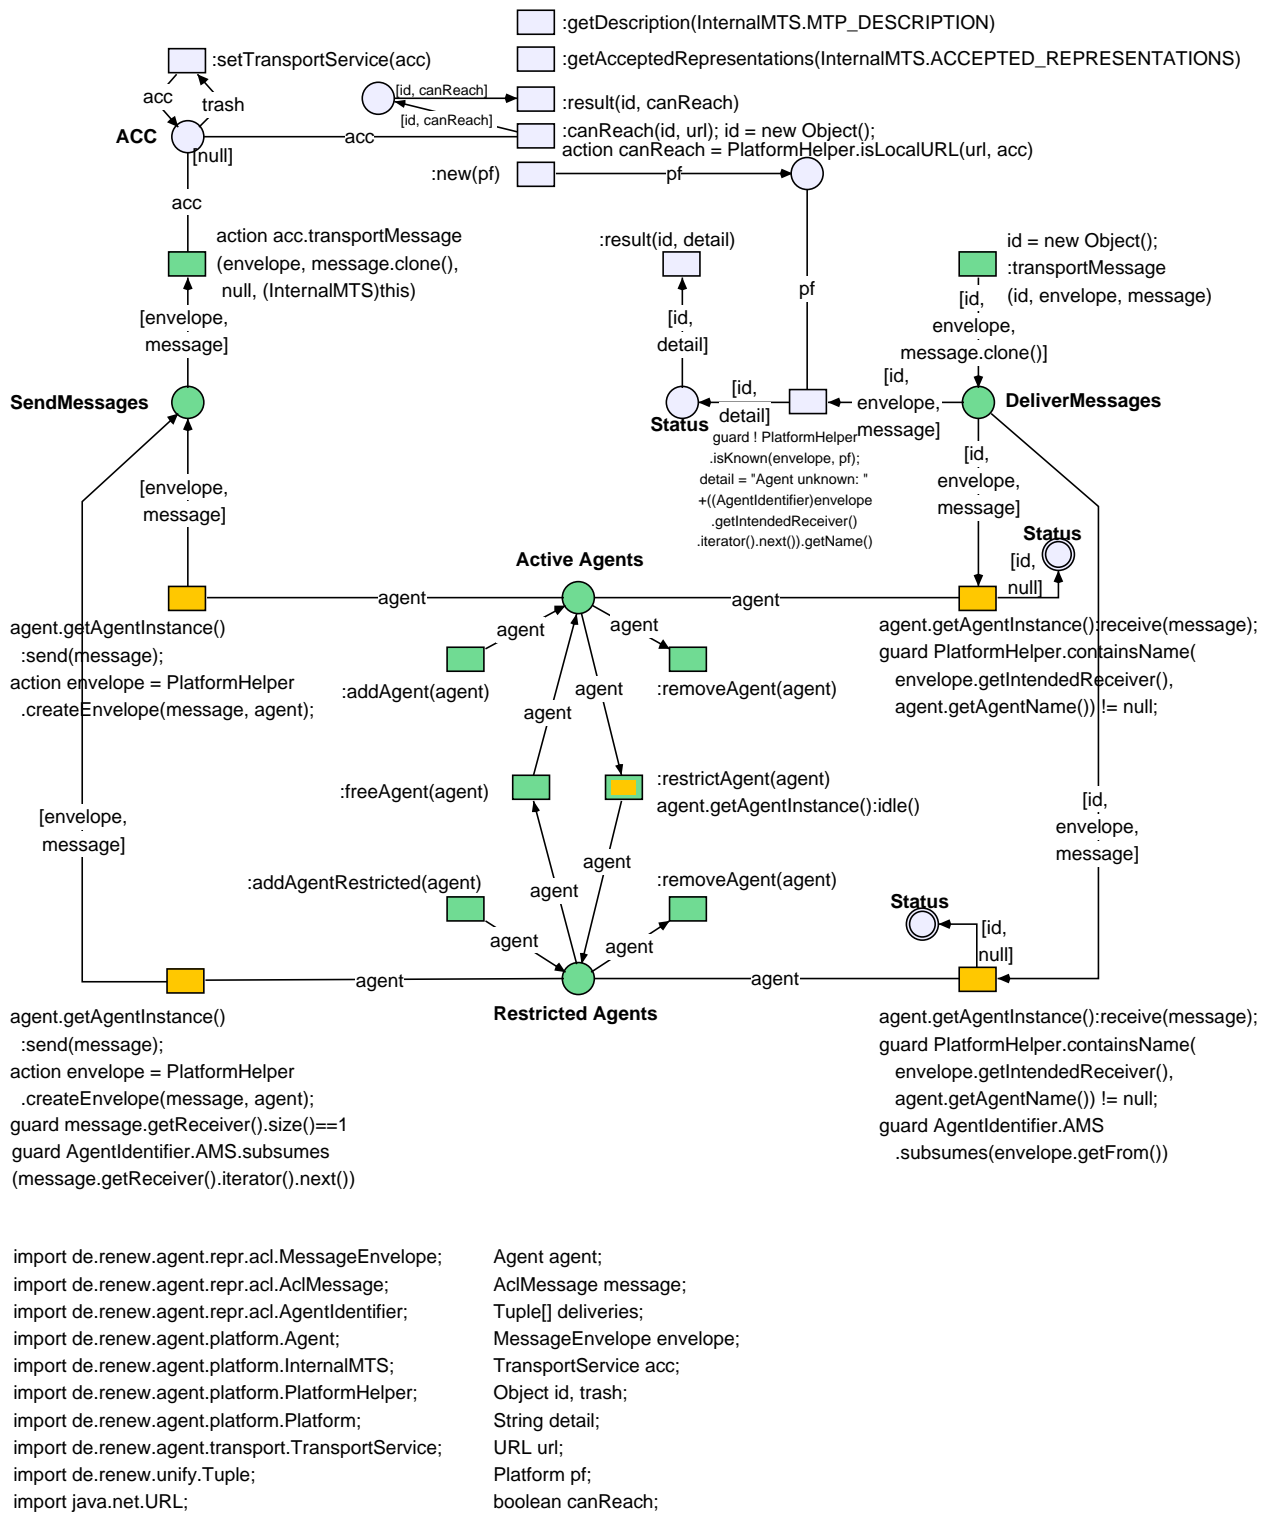 :getDescription(InternalMTS.MTP_DESCRIPTION)
:setTransportService(acc)
:getAcceptedRepresentations(InternalMTS.ACCEPTED_REPRESENTATIONS)
acc
trash
[id, canReach]
:result(id, canReach)
[id, canReach]
ACC
acc
:canReach(id, url); id = new Object();
action canReach = PlatformHelper.isLocalURL(url, acc)
[null]
:new(pf)
pf
acc
action acc.transportMessage
(envelope, message.clone(),
null, (InternalMTS)this)
:result(id, detail)
id = new Object();
:transportMessage
(id, envelope, message)
pf
[envelope,
message]
[id,
detail]
[id,
envelope,
message.clone()]
SendMessages
Status
[id,
detail]
[id,
envelope,
message]
DeliverMessages
guard ! PlatformHelper
.isKnown(envelope, pf);
detail = "Agent unknown: "
+((AgentIdentifier)envelope
.getIntendedReceiver()
.iterator().next()).getName()
[envelope,
message]
[id,
envelope,
message]
Status
[id,
null]
Active Agents
agent
agent
agent.getAgentInstance()
:send(message);
action envelope = PlatformHelper
.createEnvelope(message, agent);
agent
agent
:addAgent(agent)
:removeAgent(agent)
agent.getAgentInstance():receive(message);
guard PlatformHelper.containsName(
envelope.getIntendedReceiver(),
agent.getAgentName()) != null;
agent
agent
:freeAgent(agent)
:restrictAgent(agent)
agent.getAgentInstance():idle()
[envelope,
message]
[id,
envelope,
message]
agent
agent
:addAgentRestricted(agent)
:removeAgent(agent)
agent
agent
Status
[id,
null]
agent
agent
Restricted Agents
agent.getAgentInstance()
:send(message);
action envelope = PlatformHelper
.createEnvelope(message, agent);
guard message.getReceiver().size()==1
guard AgentIdentifier.AMS.subsumes
(message.getReceiver().iterator().next())
agent.getAgentInstance():receive(message);
guard PlatformHelper.containsName(
envelope.getIntendedReceiver(),
agent.getAgentName()) != null;
guard AgentIdentifier.AMS
.subsumes(envelope.getFrom())
import de.renew.agent.repr.acl.MessageEnvelope;
import de.renew.agent.repr.acl.AclMessage;
import de.renew.agent.repr.acl.AgentIdentifier;
import de.renew.agent.platform.Agent;
import de.renew.agent.platform.InternalMTS;
import de.renew.agent.platform.PlatformHelper;
import de.renew.agent.platform.Platform;
import de.renew.agent.transport.TransportService;
import de.renew.unify.Tuple;
import java.net.URL;
Agent agent;
AclMessage message;
Tuple[] deliveries;
MessageEnvelope envelope;
TransportService acc;
Object id, trash;
String detail;
URL url;
Platform pf;
boolean canReach;